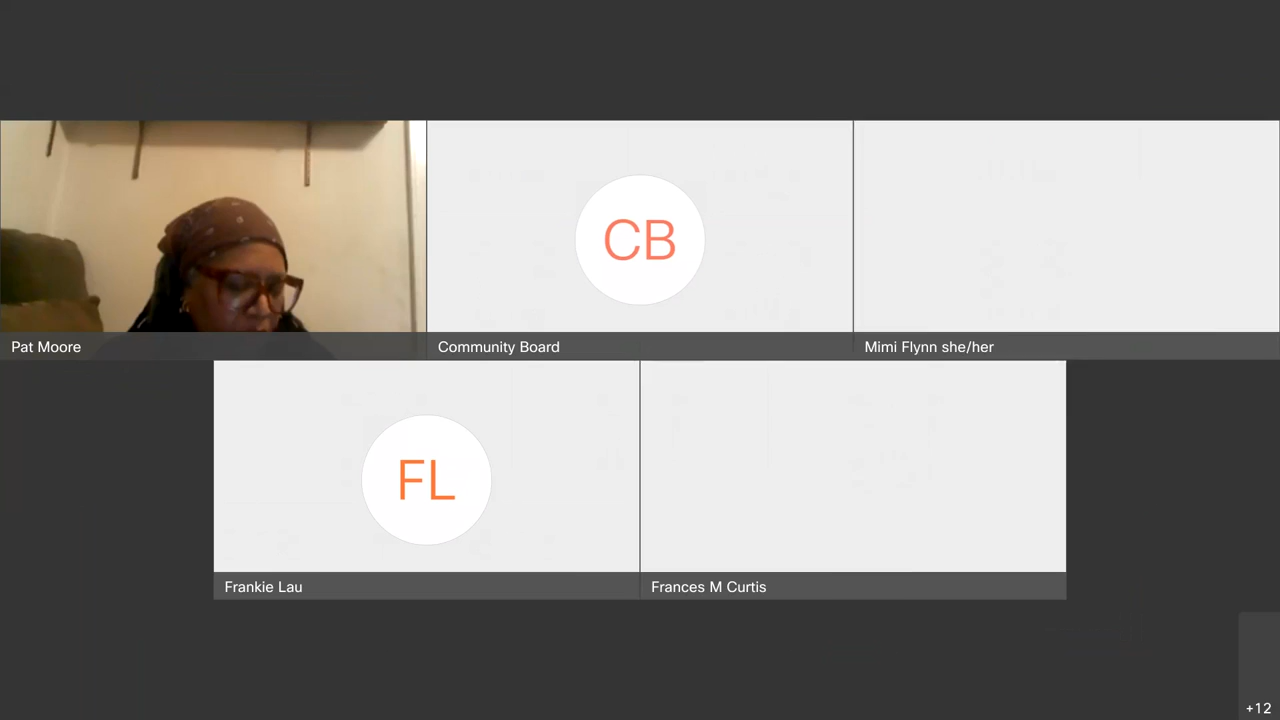 CB
Pat Moore
Community Board
Mimi Flynn she/her
FL
Frankie Lau
Frances M Curtis
+12